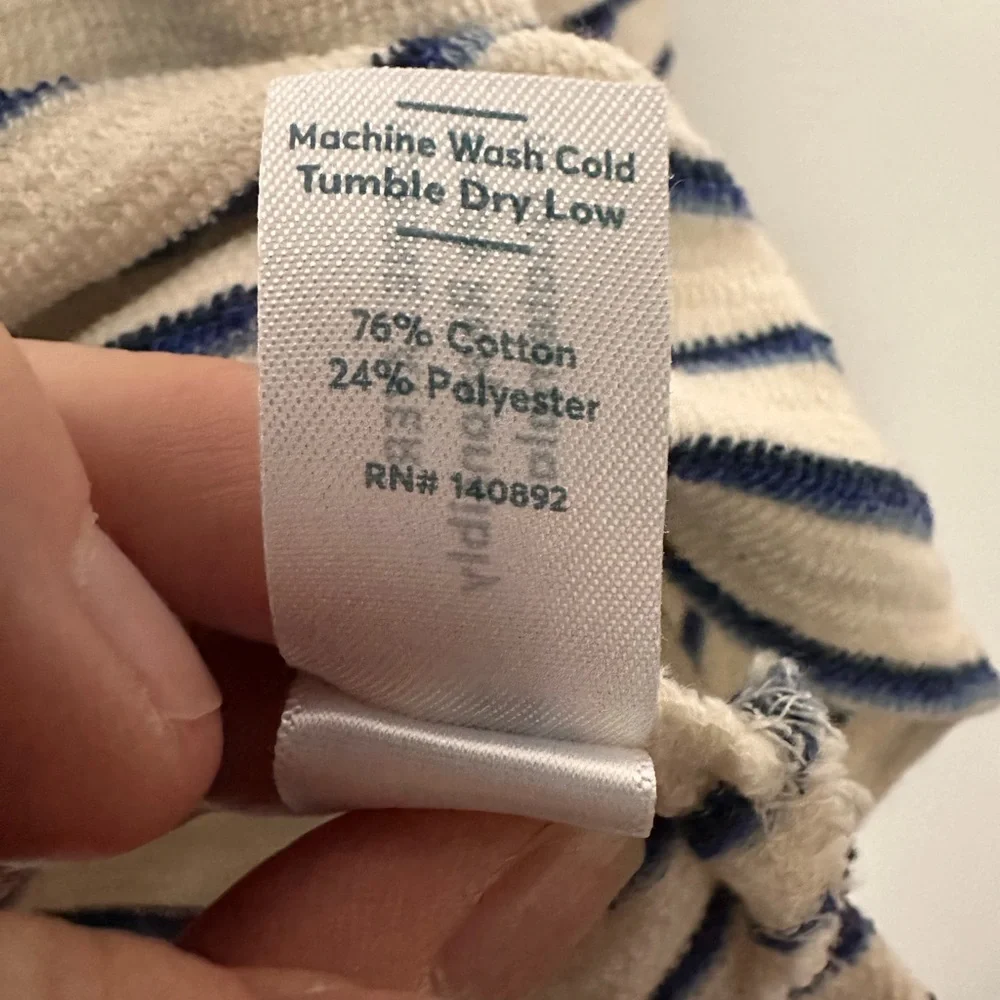 Machine Wash Cold
Tumble Dry Low
76% Cotton
24% Polyester
RN# 140892